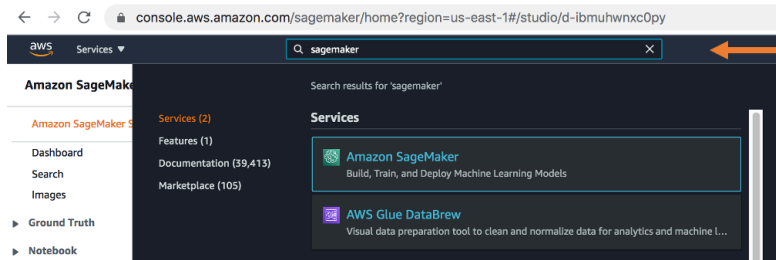 console.aws.amazon.com/sagemaker/home?region=us-east-1#/studio/d-ibmuhwnxc0py
aws Services ▼ sagemaker
Amazon SageMake
Search results for 'sagemaker'
Amazon SageMaker S
Services (2)
Services
Features (1)
Dashboard
Documentation (39,413)
Amazon SageMaker
Search
Build, Train, and Deploy Machine Learning Models
Images
Marketplace (105)
Ground Truth
AWS Glue DataBrew
Visual data preparation tool to clean and normalize data for analytics and machine l...
Notebook